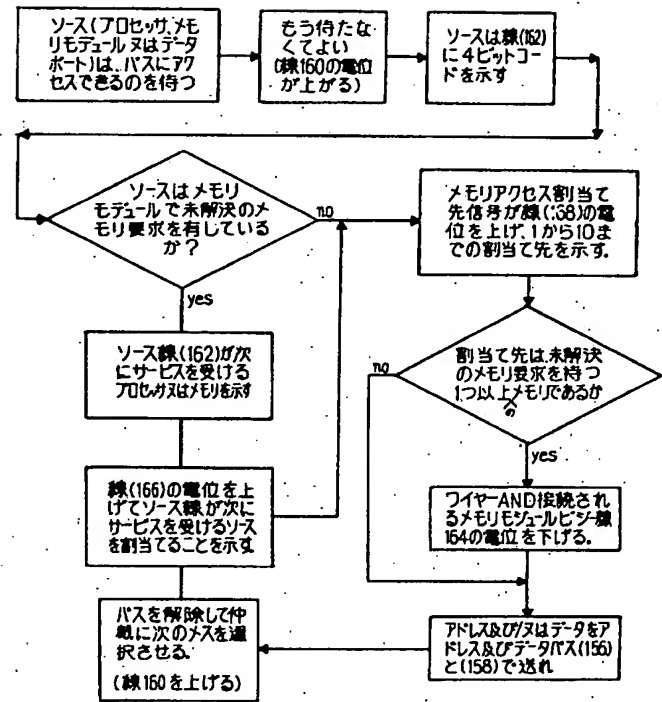 ソース(プロセッサ,メモ
リモデュール又はデータ
ポート)は、バスにアク
セスできるのを待つ
もう待たな
くてよい
(線160の電位
が上がる)
ソースは線(162)
に4ビットコー
ドを示す
ソースはメモリ
モデュールで未解決のメ
モリ要求を有している
か?
no
yes
メモリアクセス割当て
先信号が線(168)の電
位を上げ、1から10ま
での割当て先を示す。
ソース線(162)が次
にサービスを受ける
プロセッサ又はメモリを示す
割当て先は、未解決
のメモリ要求を持つ
1つ以上メモリであるか
の
no
yes
線(166)の電位を上
げてソース線が次に
サービスを受けるソース
を割当てることを示す
ワイヤーAND接続され
るメモリモジュールビジー線
164の電位を下げる。
バスを解除して仲
裁に次のメスを選
択させる。
(線160を上げる)
アドレス及び/又はデータをア
ドレス及びデータバス(156)
と(158)で送れ